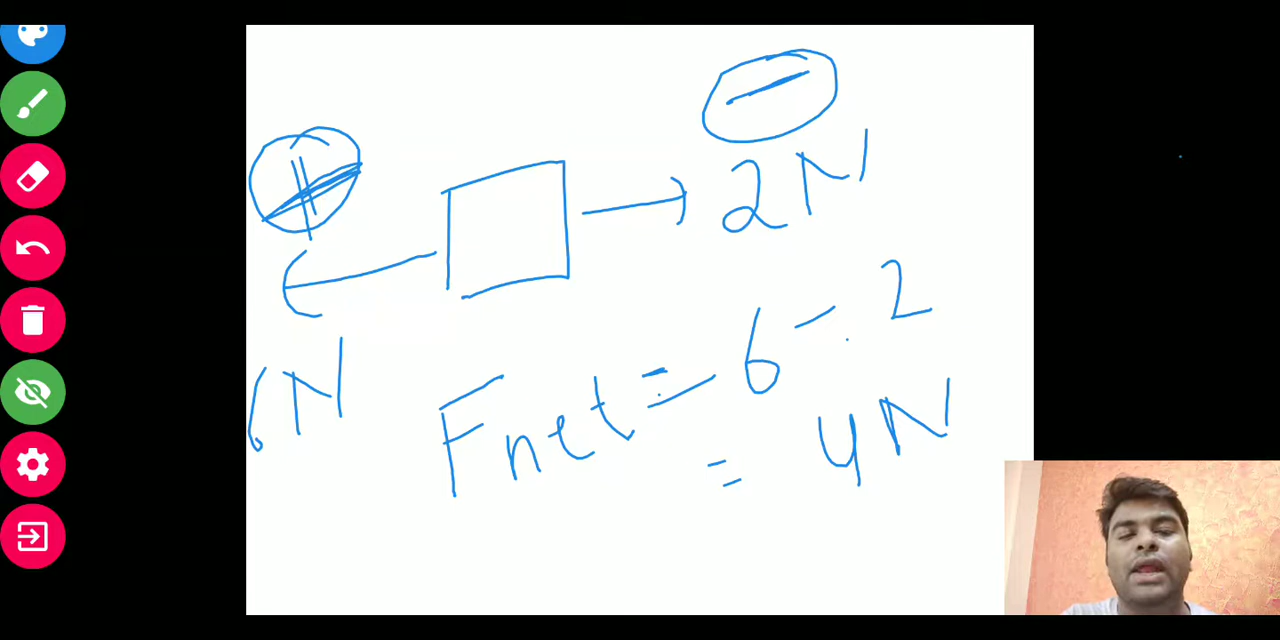 +
−
2N
6N
Fnet = 6 − 2
= 4N